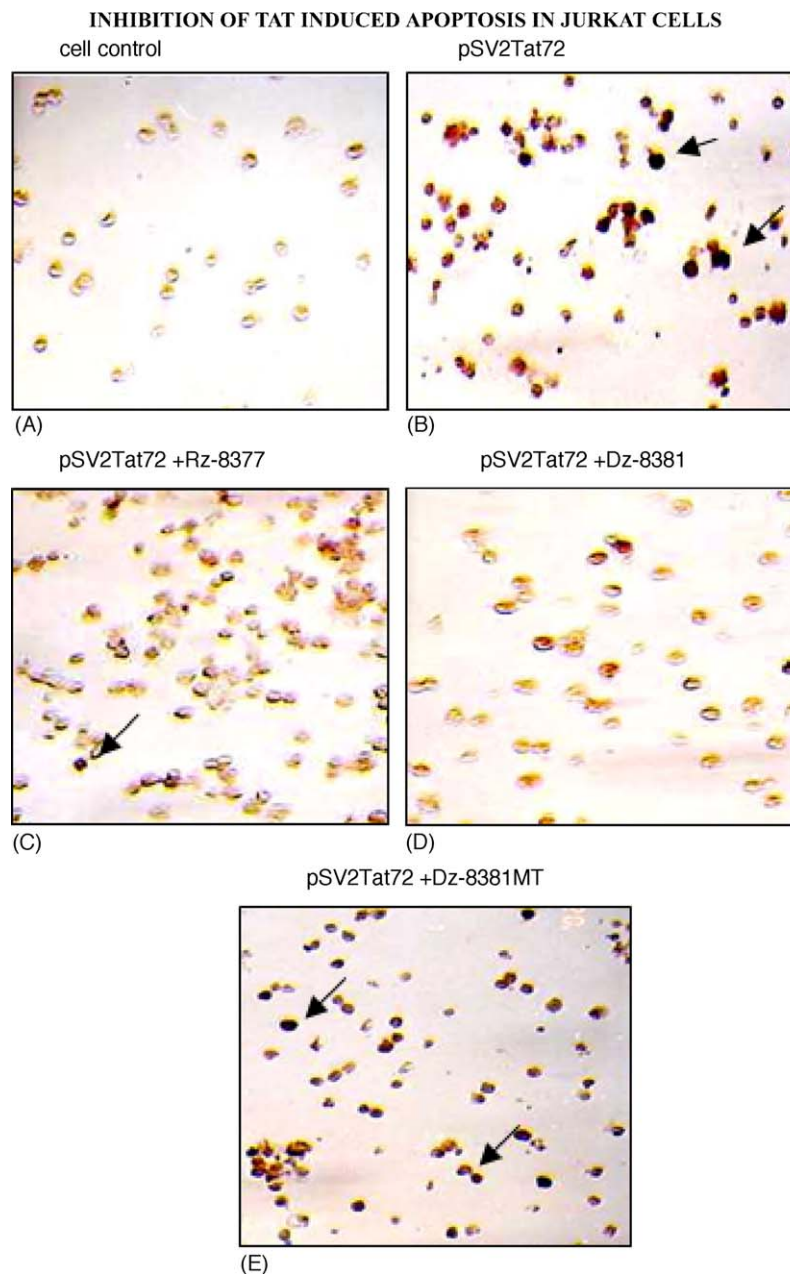 INHIBITION OF TAT INDUCED APOPTOSIS IN JURKAT CELLS
cell control
pSV2Tat72
(A)
(B)
pSV2Tat72 +Rz-8377
pSV2Tat72 +Dz-8381
(C)
(D)
pSV2Tat72 +Dz-8381MT
(E)